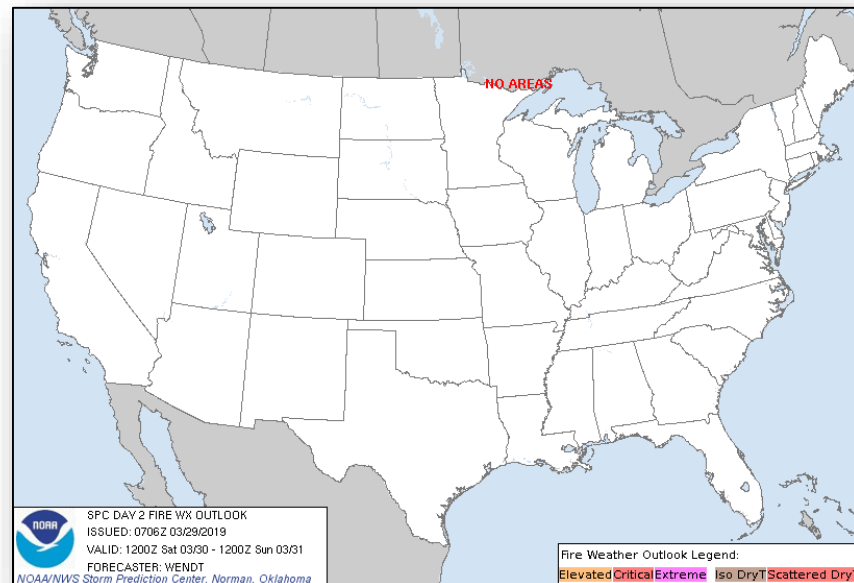 NO AREAS
NOAA
SPC DAY 2 FIRE WX OUTLOOK
ISSUED: 0706Z 03/29/2019
VALID: 1200Z Sat 03/30 - 1200Z Sun 03/31
FORECASTER: WENDT
NOAA/NWS Storm Prediction Center, Norman, Oklahoma
Fire Weather Outlook Legend:
Elevated Critical Extreme Iso DryT Scattered DryT